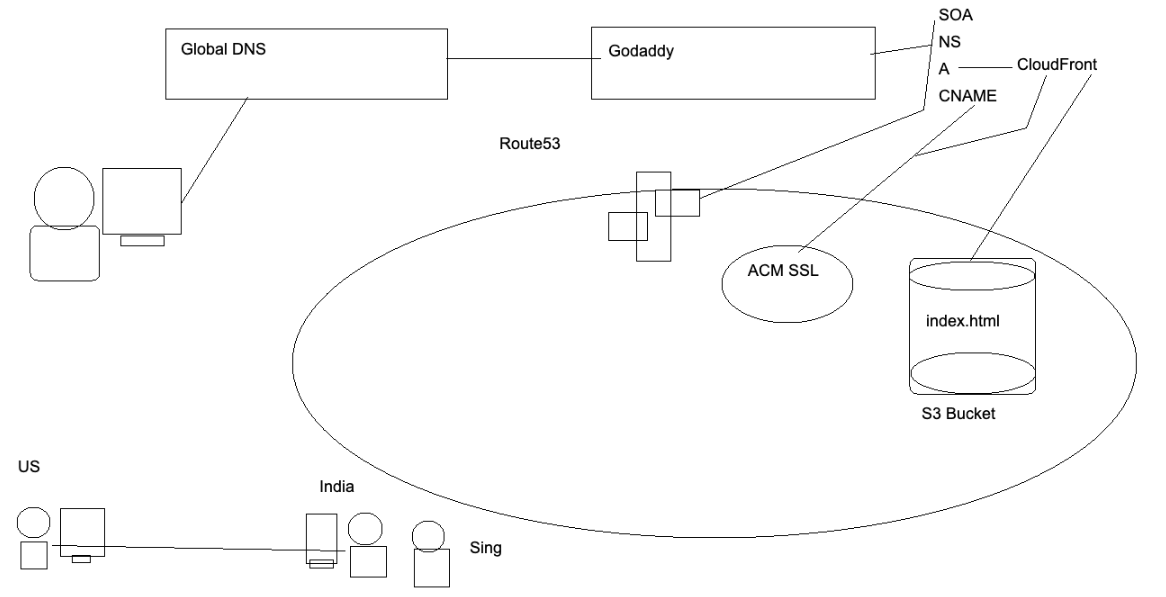 SOA
Global DNS
Godaddy
NS
A
CloudFront
CNAME
Route53
ACM SSL
index.html
S3 Bucket
US
India
Sing